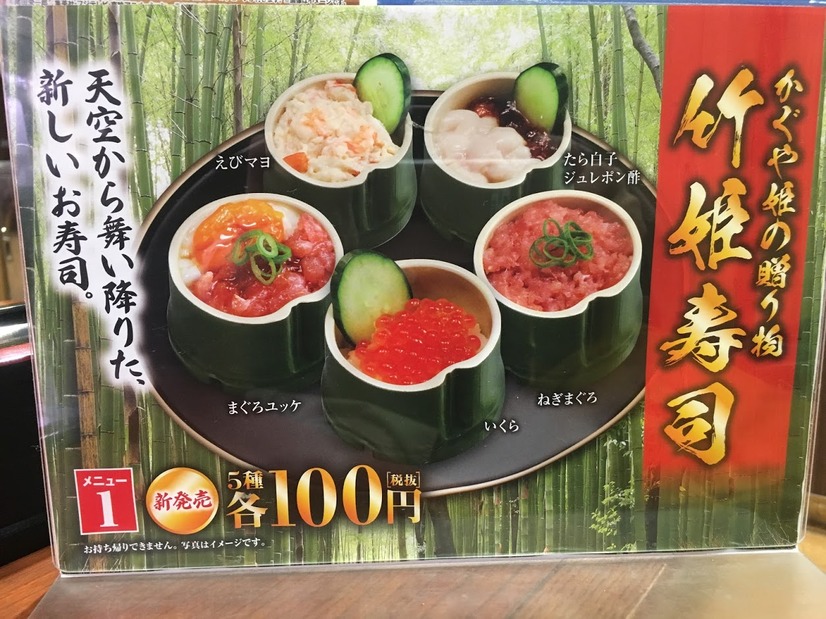 かぐや姫の贈り物
竹姫寿司
天空から舞い降りた、
新しいお寿司。
えびマヨ
たら白子
ジュレポン酢
まぐろユッケ
いくら
ねぎまぐろ
メニュー
1
新発売
5種
各100円
[税抜]
お持ち帰りできません。写真はイメージです。